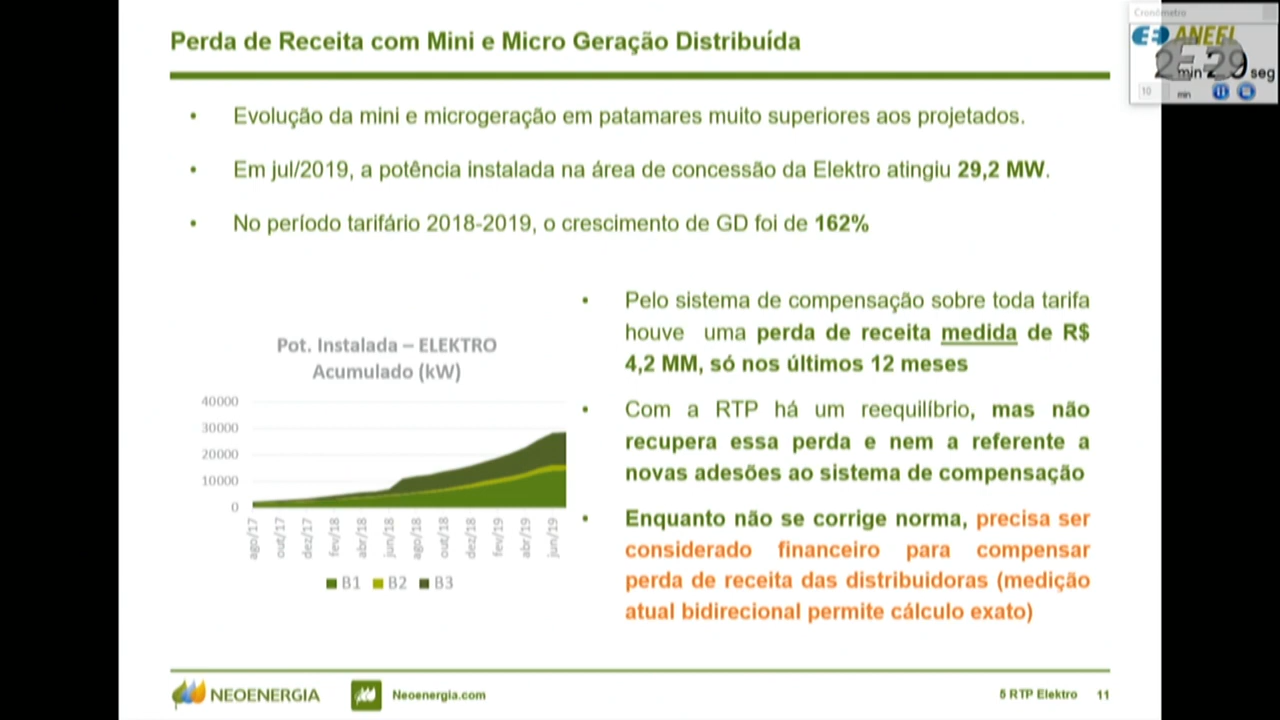 Perda de Receita com Mini e Micro Geração Distribuída
Cronômetro
ANEEL
min 29 seg
10 min
• Evolução da mini e microgeração em patamares muito superiores aos projetados.
• Em jul/2019, a potência instalada na área de concessão da Elektro atingiu 29,2 MW.
• No período tarifário 2018-2019, o crescimento de GD foi de 162%
Pot. Instalada – ELEKTRO
Acumulado (kW)
40000
30000
20000
10000
0
ago/17
out/17
dez/17
fev/18
abr/18
jun/18
ago/18
out/18
dez/18
fev/19
abr/19
jun/19
B1 B2 B3
• Pelo sistema de compensação sobre toda tarifa
houve uma perda de receita medida de R$
4,2 MM, só nos últimos 12 meses
• Com a RTP há um reequilíbrio, mas não
recupera essa perda e nem a referente a
novas adesões ao sistema de compensação
• Enquanto não se corrige norma, precisa ser
considerado financeiro para compensar
perda de receita das distribuidoras (medição
atual bidirecional permite cálculo exato)
NEOENERGIA
Neoenergia.com
5 RTP Elektro 11